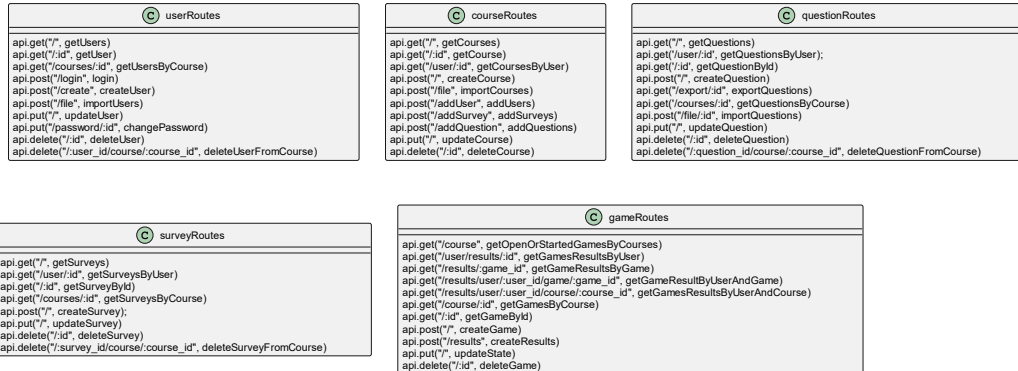 C userRoutes
api.get("/", getUsers)
api.get("/:id", getUser)
api.get("/courses/:id", getUsersByCourse)
api.post("/login", login)
api.post("/create", createUser)
api.post("/file", importUsers)
api.put("/", updateUser)
api.put("/password/:id", changePassword)
api.delete("/:id", deleteUser)
api.delete("/:user_id/course/:course_id", deleteUserFromCourse)
C courseRoutes
api.get("/", getCourses)
api.get("/:id", getCourse)
api.get("/user/:id", getCoursesByUser)
api.post("/", createCourse)
api.post("/file", importCourses)
api.post("/addUser", addUsers)
api.post("/addSurvey", addSurveys)
api.post("/addQuestion", addQuestions)
api.put("/", updateCourse)
api.delete("/:id", deleteCourse)
C questionRoutes
api.get("/", getQuestions)
api.get('/user/:id', getQuestionsByUser);
api.get('/:id', getQuestionById)
api.post("/", createQuestion)
api.get("/export/:id", exportQuestions)
api.get('/courses/:id', getQuestionsByCourse)
api.post("/file/:id", importQuestions)
api.put("/", updateQuestion)
api.delete("/:id", deleteQuestion)
api.delete("/:question_id/course/:course_id", deleteQuestionFromCourse)
C surveyRoutes
api.get("/", getSurveys)
api.get("/user/:id", getSurveysByUser)
api.get("/:id", getSurveyById)
api.get("/courses/:id", getSurveysByCourse)
api.post("/", createSurvey);
api.put("/", updateSurvey)
api.delete("/:id", deleteSurvey)
api.delete("/:survey_id/course/:course_id", deleteSurveyFromCourse)
C gameRoutes
api.get("/course", getOpenOrStartedGamesByCourses)
api.get("/user/results/:id", getGamesResultsByUser)
api.get("/results/:game_id", getGameResultsByGame)
api.get("/results/user/:user_id/game/:game_id", getGameResultByUserAndGame)
api.get("/results/user/:user_id/course/:course_id", getGamesResultsByUserAndCourse)
api.get("/course/:id", getGamesByCourse)
api.get("/:id", getGameById)
api.post("/", createGame)
api.post("/results", createResults)
api.put("/", updateState)
api.delete("/:id", deleteGame)